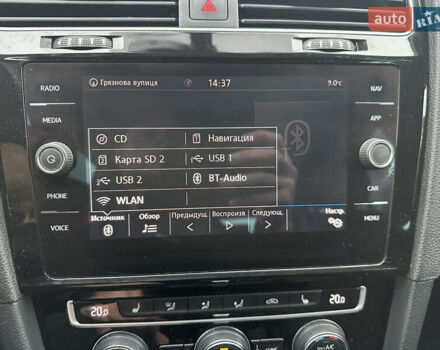 auto RIA
RADIO
MEDIA
PHONE
VOICE
Грязнова вулиця
14:37
9.0°C
CD
Навигация
Карта SD 2
USB 1
USB 2
BT-Audio
WLAN
Источник
Обзор
Предыдущ.
Воспроизв.
Следующ.
Настр.
NAV
APP
CAR
MENU
20.0
20.0
A/C